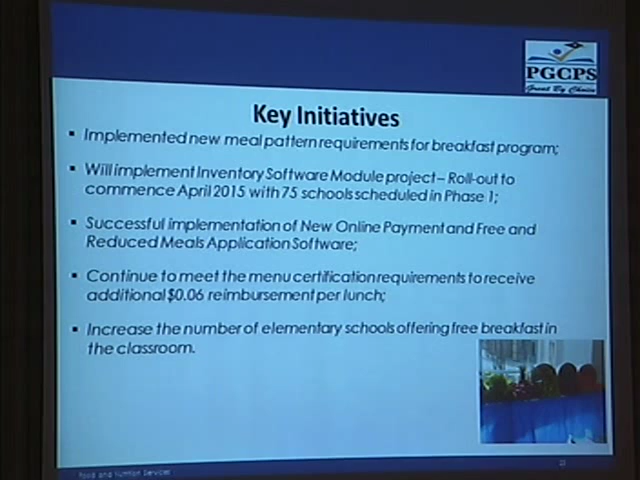 PGCPS
Great By Choice
Key Initiatives
▪ Implemented new meal pattern requirements for breakfast program;
▪ Will implement Inventory Software Module project – Roll-out to
commence April 2015 with 75 schools scheduled in Phase 1;
▪ Successful implementation of New Online Payment and Free and
Reduced Meals Application Software;
▪ Continue to meet the menu certification requirements to receive
additional $0.06 reimbursement per lunch;
▪ Increase the number of elementary schools offering free breakfast in
the classroom.
Food and Nutrition Services